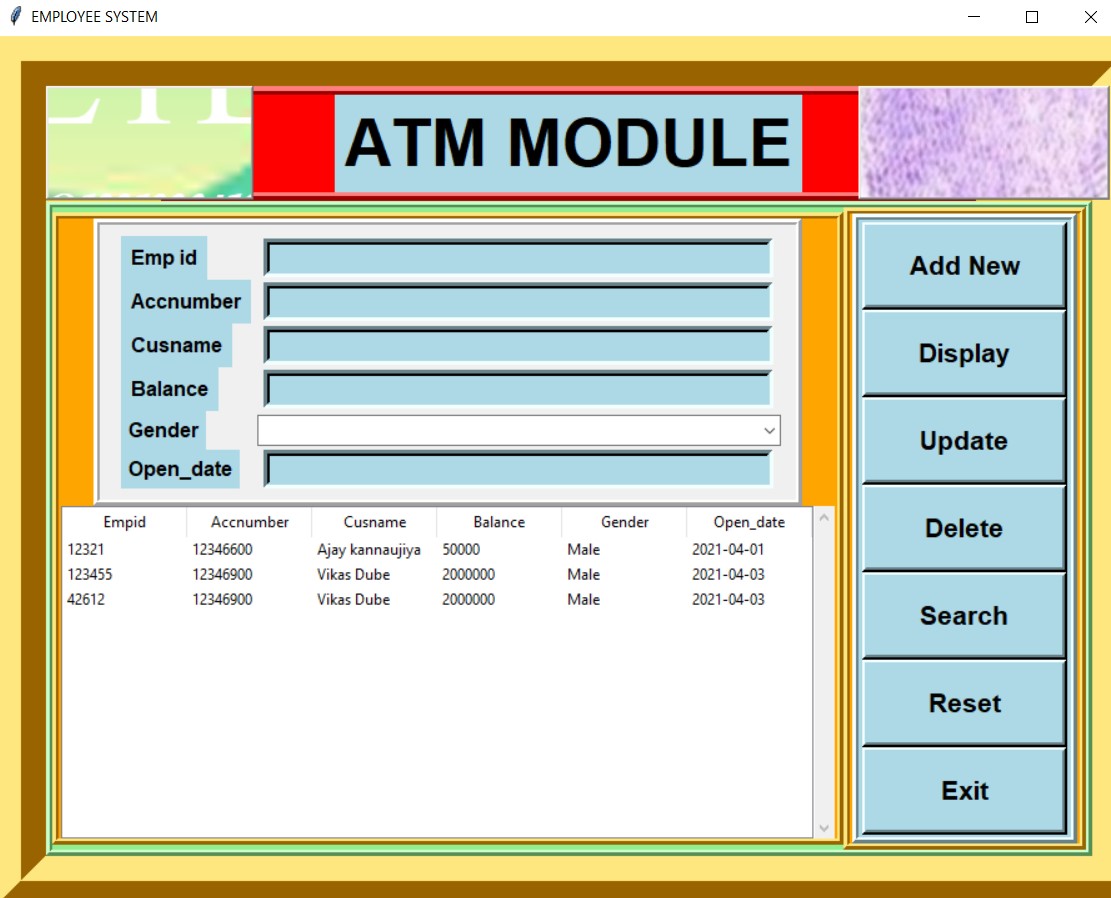 EMPLOYEE SYSTEM
ATM MODULE
Emp id
Accnumber
Cusname
Balance
Gender
Open_date
Empid Accnumber Cusname Balance Gender Open_date
12321 12346600 Ajay kannaujiya 50000 Male 2021-04-01
123455 12346900 Vikas Dube 2000000 Male 2021-04-03
42612 12346900 Vikas Dube 2000000 Male 2021-04-03
Add New
Display
Update
Delete
Search
Reset
Exit